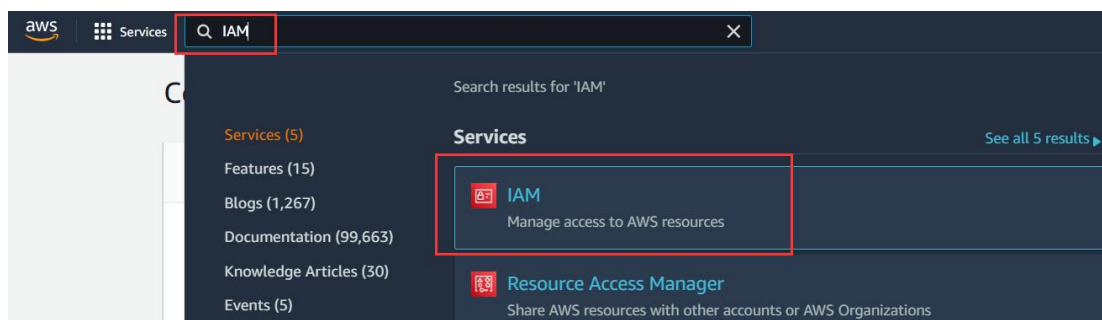 aws
Services
IAM
Co
Search results for 'IAM'
Services (5)
Features (15)
Blogs (1,267)
Documentation (99,663)
Knowledge Articles (30)
Events (5)
Services
See all 5 results
IAM
Manage access to AWS resources
Resource Access Manager
Share AWS resources with other accounts or AWS Organizations